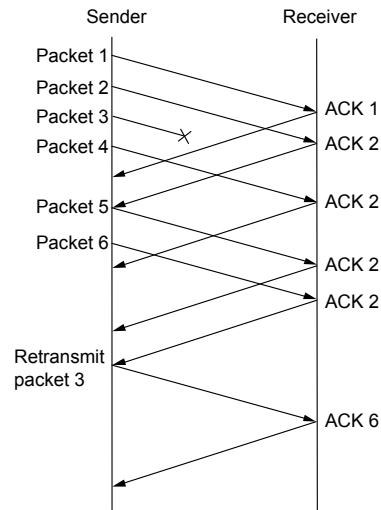 Sender
Receiver
Packet 1
Packet 2
ACK 1
Packet 3
Packet 4
ACK 2
Packet 5
ACK 2
Packet 6
ACK 2
ACK 2
Retransmit
packet 3
ACK 6